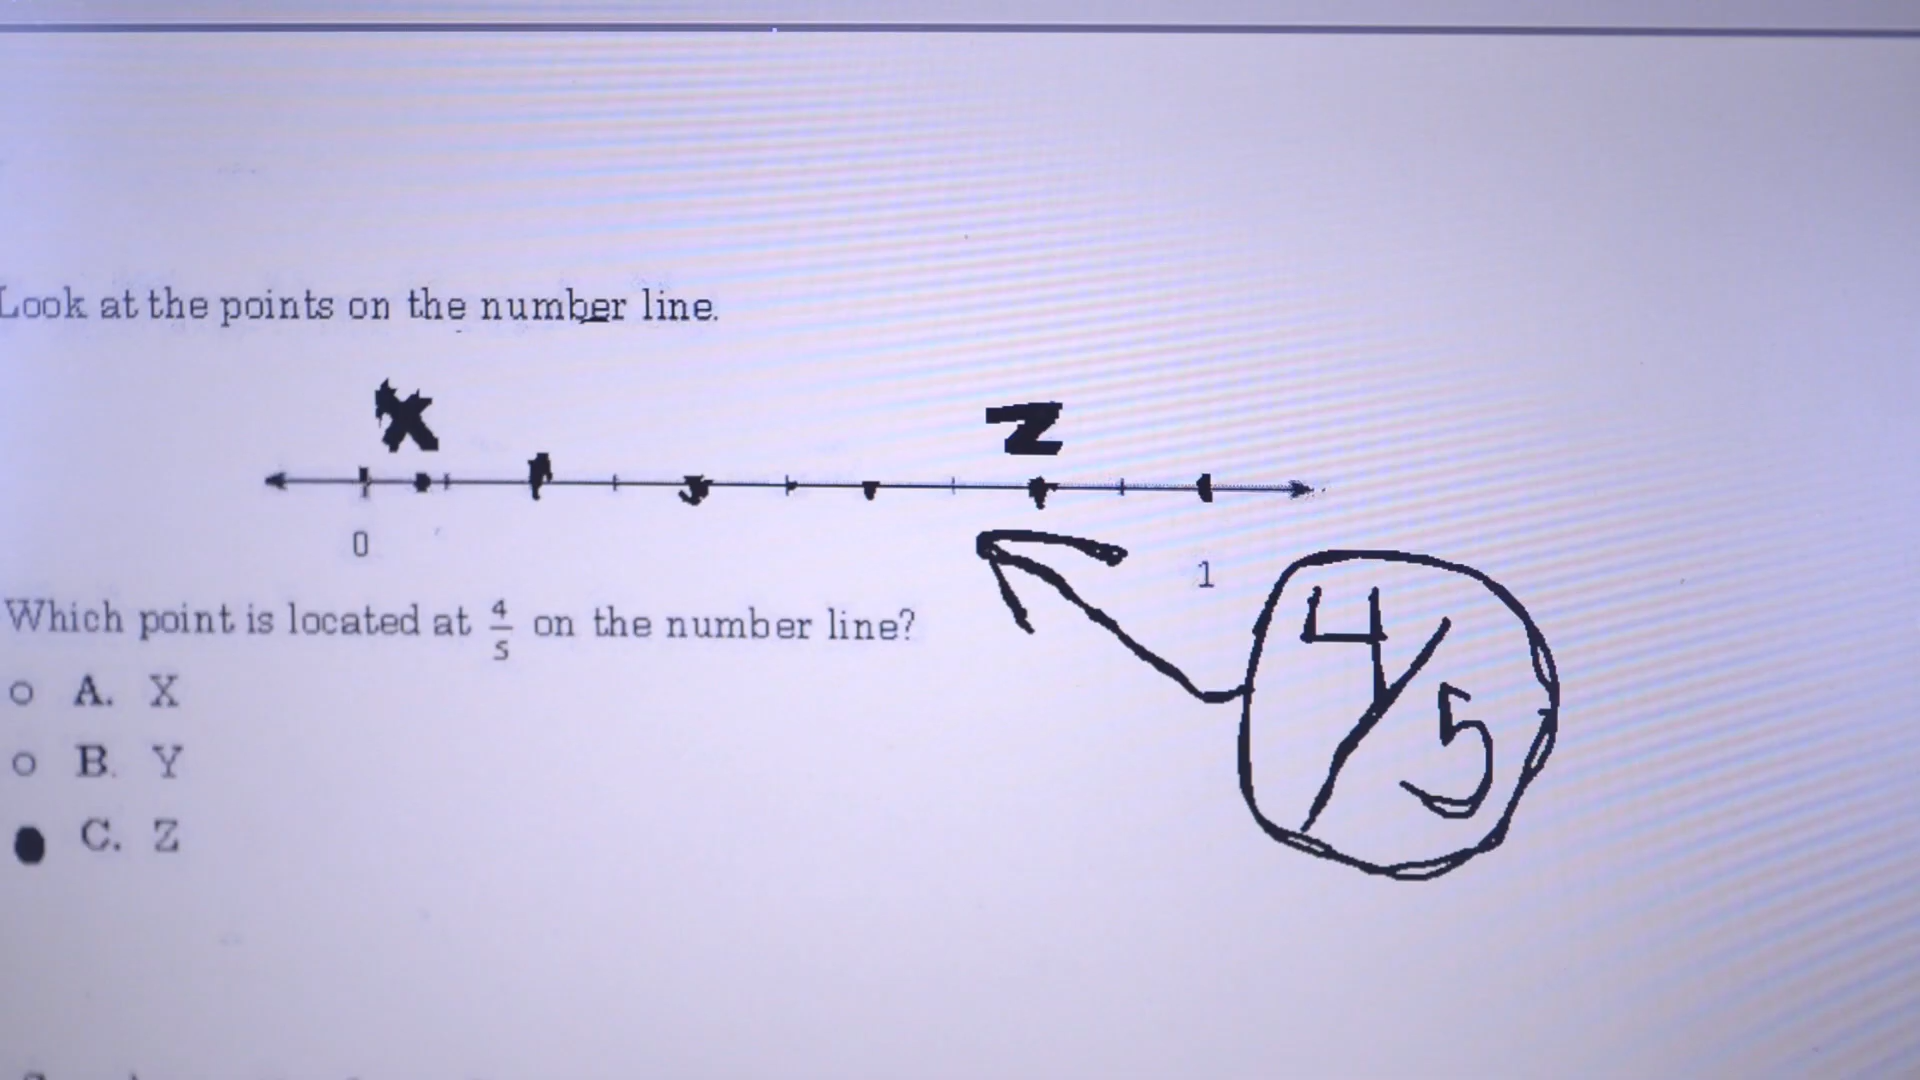 Look at the points on the number line.
X Z
0 1
Which point is located at 4/5 on the number line?
4/5
A. X
B. Y
C. Z